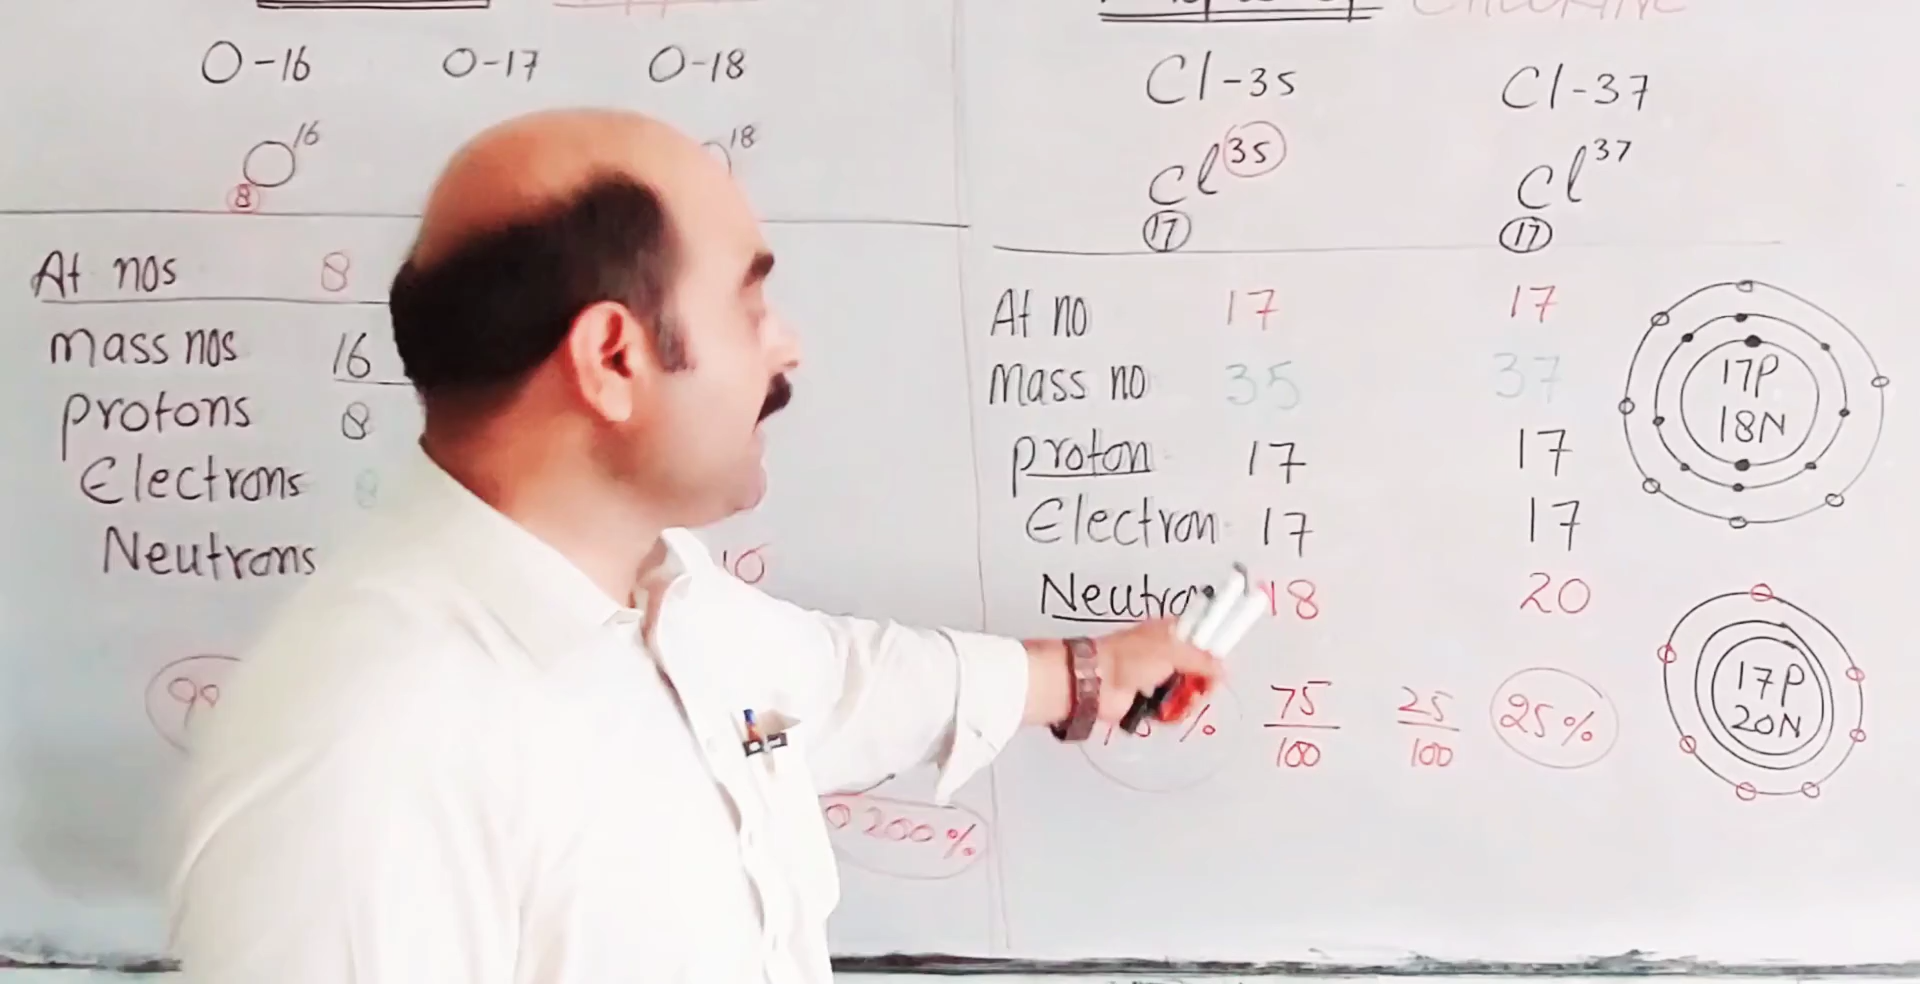 O-16 O-17 O-18
O 16
8
18
At nos 8
Mass nos 16
Protons 8
Electrons 8
Neutrons 10
0 200%
CHLORINE
Cl-35 Cl-37
Cl 35 Cl 37
17 17
At no 17 17
Mass no 35 37
proton 17 17
Electron 17 17
18 20
75/100 25/100 25%
17P
18N
17P
20N